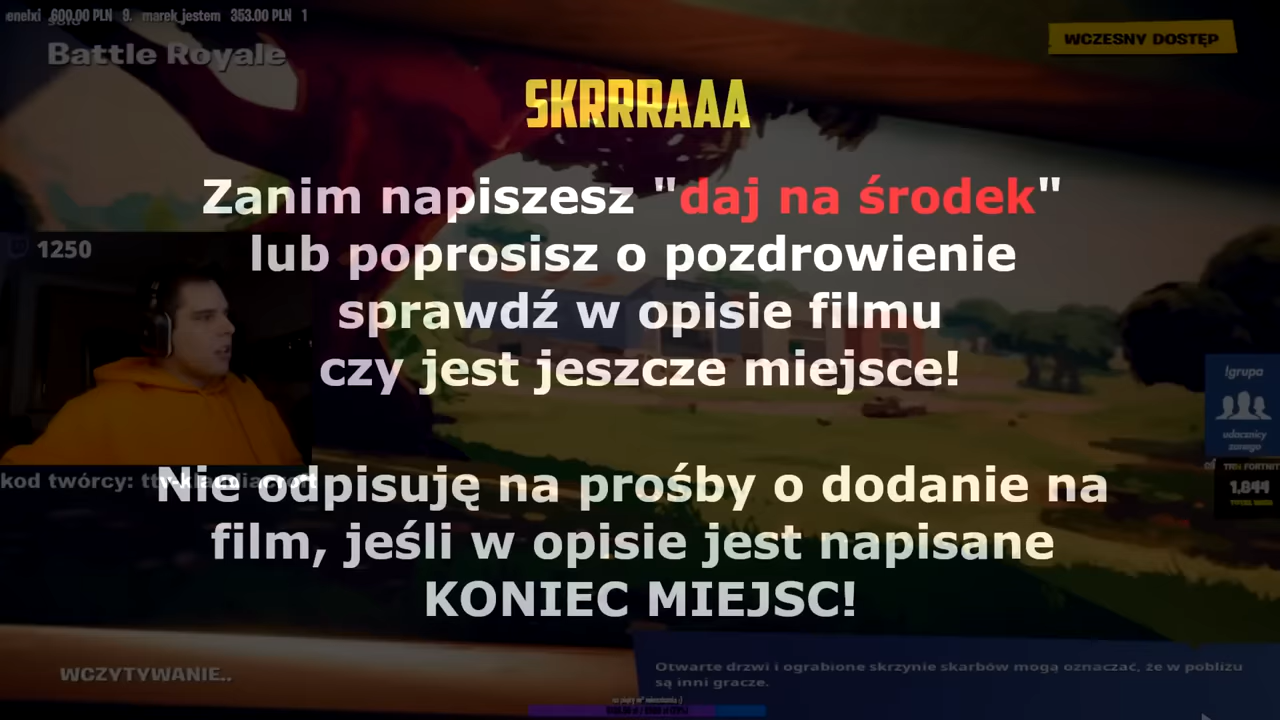 600.00 PLN 9. marek_jestem 353.00 PLN 1
Battle Royale
WCZESNY DOSTĘP
SKRRRAAA
Zanim napiszesz "daj na środek"
lub poprosisz o pozdrowienie
sprawdź w opisie filmu
czy jest jeszcze miejsce!
1250
!grupa
kod twórcy:
Nie odpisuję na prośby o dodanie na
film, jeśli w opisie jest napisane
KONIEC MIEJSC!
1,644
WCZYTYWANIE..
Otwarte drzwi i ograbione skrzynie skarbów mogą oznaczać, że w pobliżu
są inni gracze.